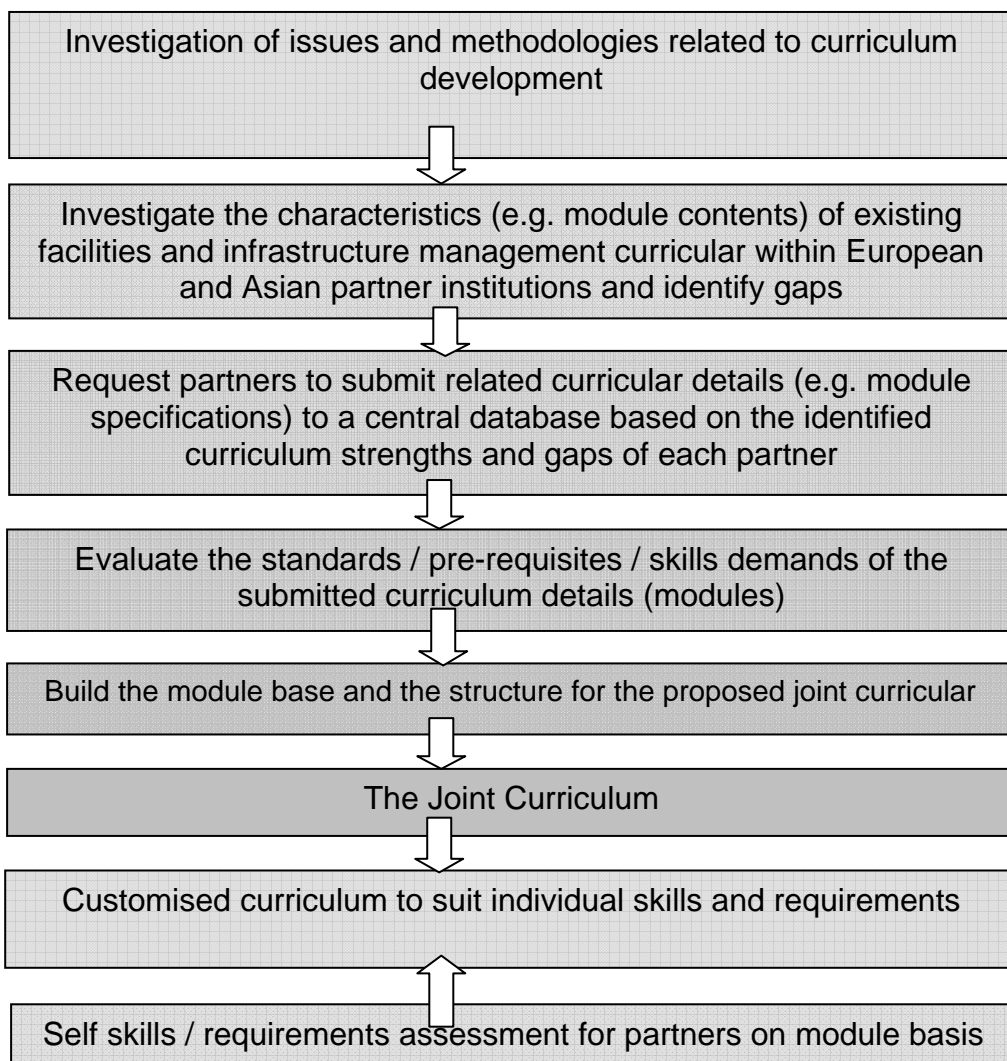 Investigation of issues and methodologies related to curriculum
development
Investigate the characteristics (e.g. module contents) of existing
facilities and infrastructure management curricular within European
and Asian partner institutions and identify gaps
Request partners to submit related curricular details (e.g. module
specifications) to a central database based on the identified
curriculum strengths and gaps of each partner
Evaluate the standards / pre-requisites / skills demands of the
submitted curriculum details (modules)
Build the module base and the structure for the proposed joint curricular
The Joint Curriculum
Customised curriculum to suit individual skills and requirements
Self skills / requirements assessment for partners on module basis